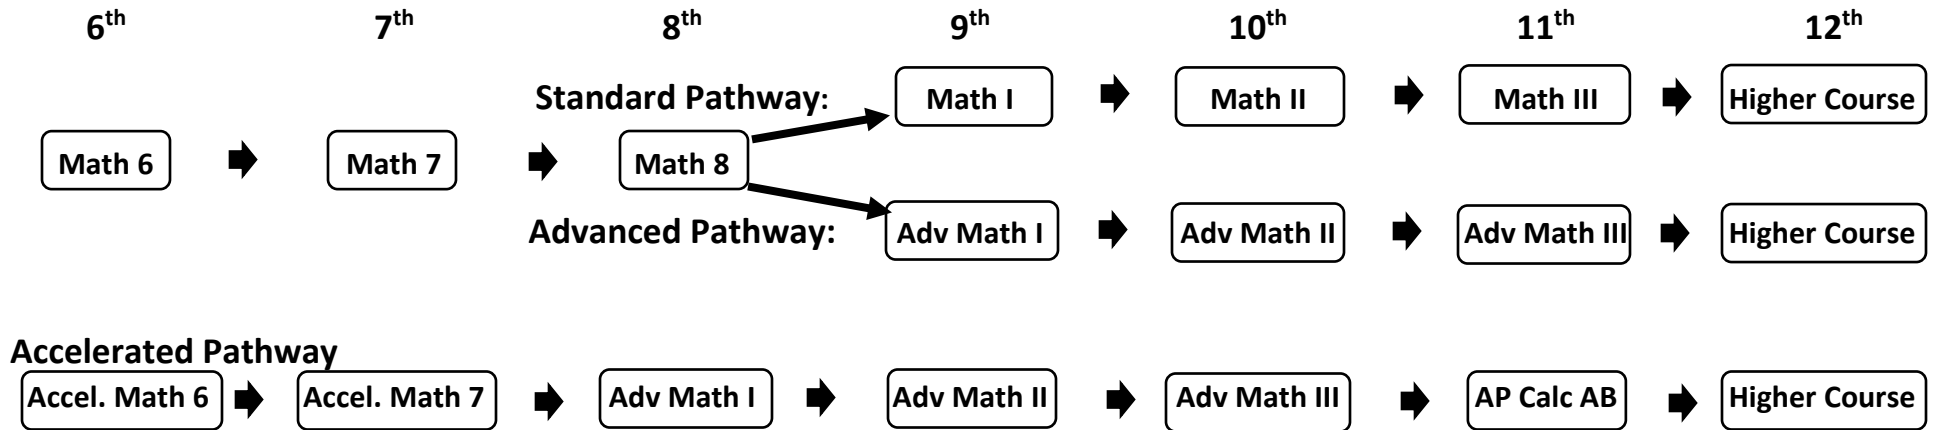 6th 7th 8th 9th 10th 11th 12th
Standard Pathway: Math I Math II Math III Higher Course
Math 6 Math 7 Math 8
Advanced Pathway: Adv Math I Adv Math II Adv Math III Higher Course
Accelerated Pathway
Accel. Math 6 Accel. Math 7 Adv Math I Adv Math II Adv Math III AP Calc AB Higher Course